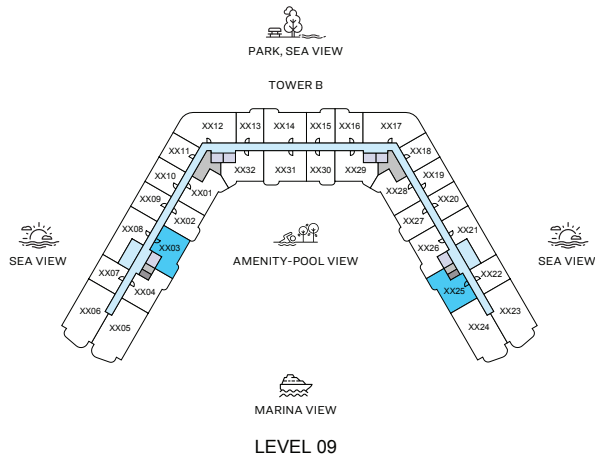 PARK, SEA VIEW
TOWER B
XX12 XX13 XX14 XX15 XX16 XX17
XX11 XX18
XX32 XX31 XX30 XX29
XX10 XX19
XX01 XX28
XX09 XX20
XX02 XX27
XX08 XX21
XX03 XX26
SEA VIEW AMENITY-POOL VIEW SEA VIEW
XX07 XX22
XX04 XX25
XX06 XX23
XX05 XX24
MARINA VIEW
LEVEL 09